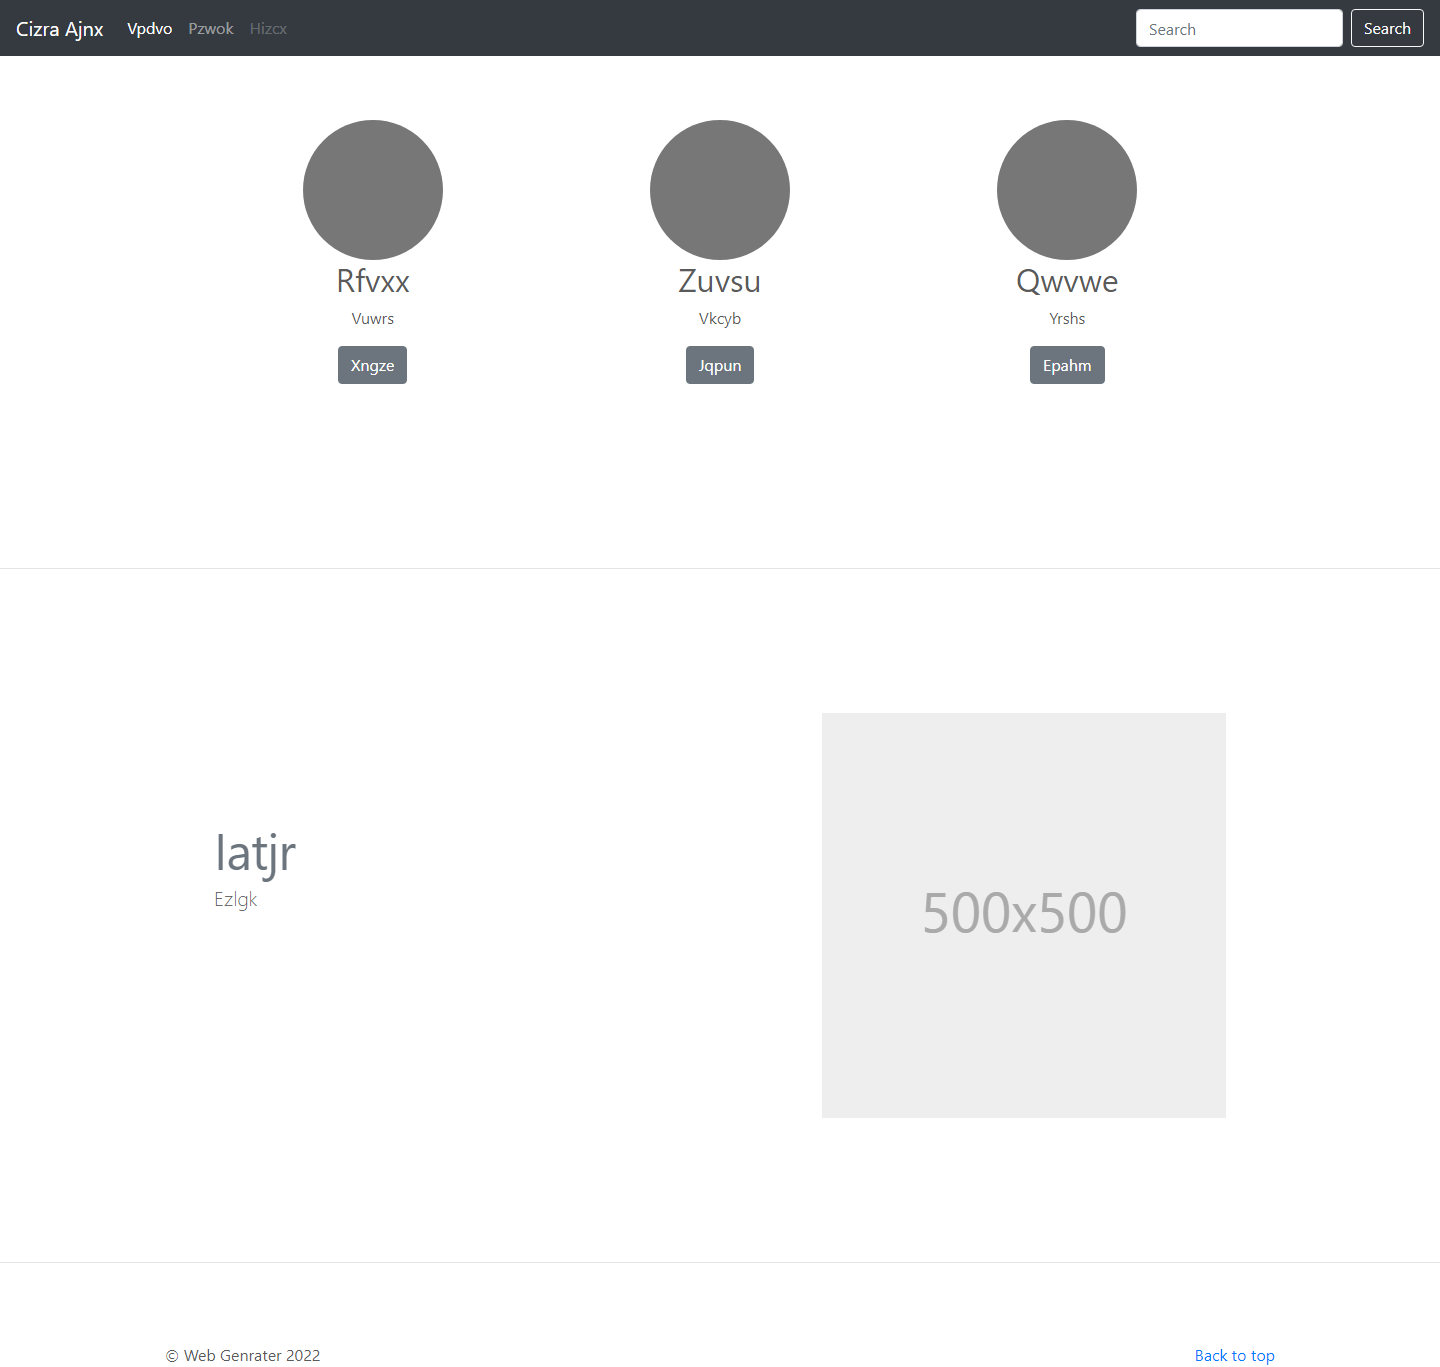 Cizra Ajnx Vpdvo Pzwok Hizcx Search Search
Rfvxx Zuvsu Qwvwe
Vuwrs Vkcyb Yrshs
Xngze Jqpun Epahm
Iatjr
Ezlgk
500x500
© Web Genrater 2022 Back to top